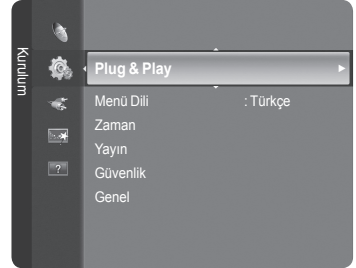 Kurulum
Plug & Play
Menü Dili : Türkçe
Zaman
Yayın
Güvenlik
Genel
?